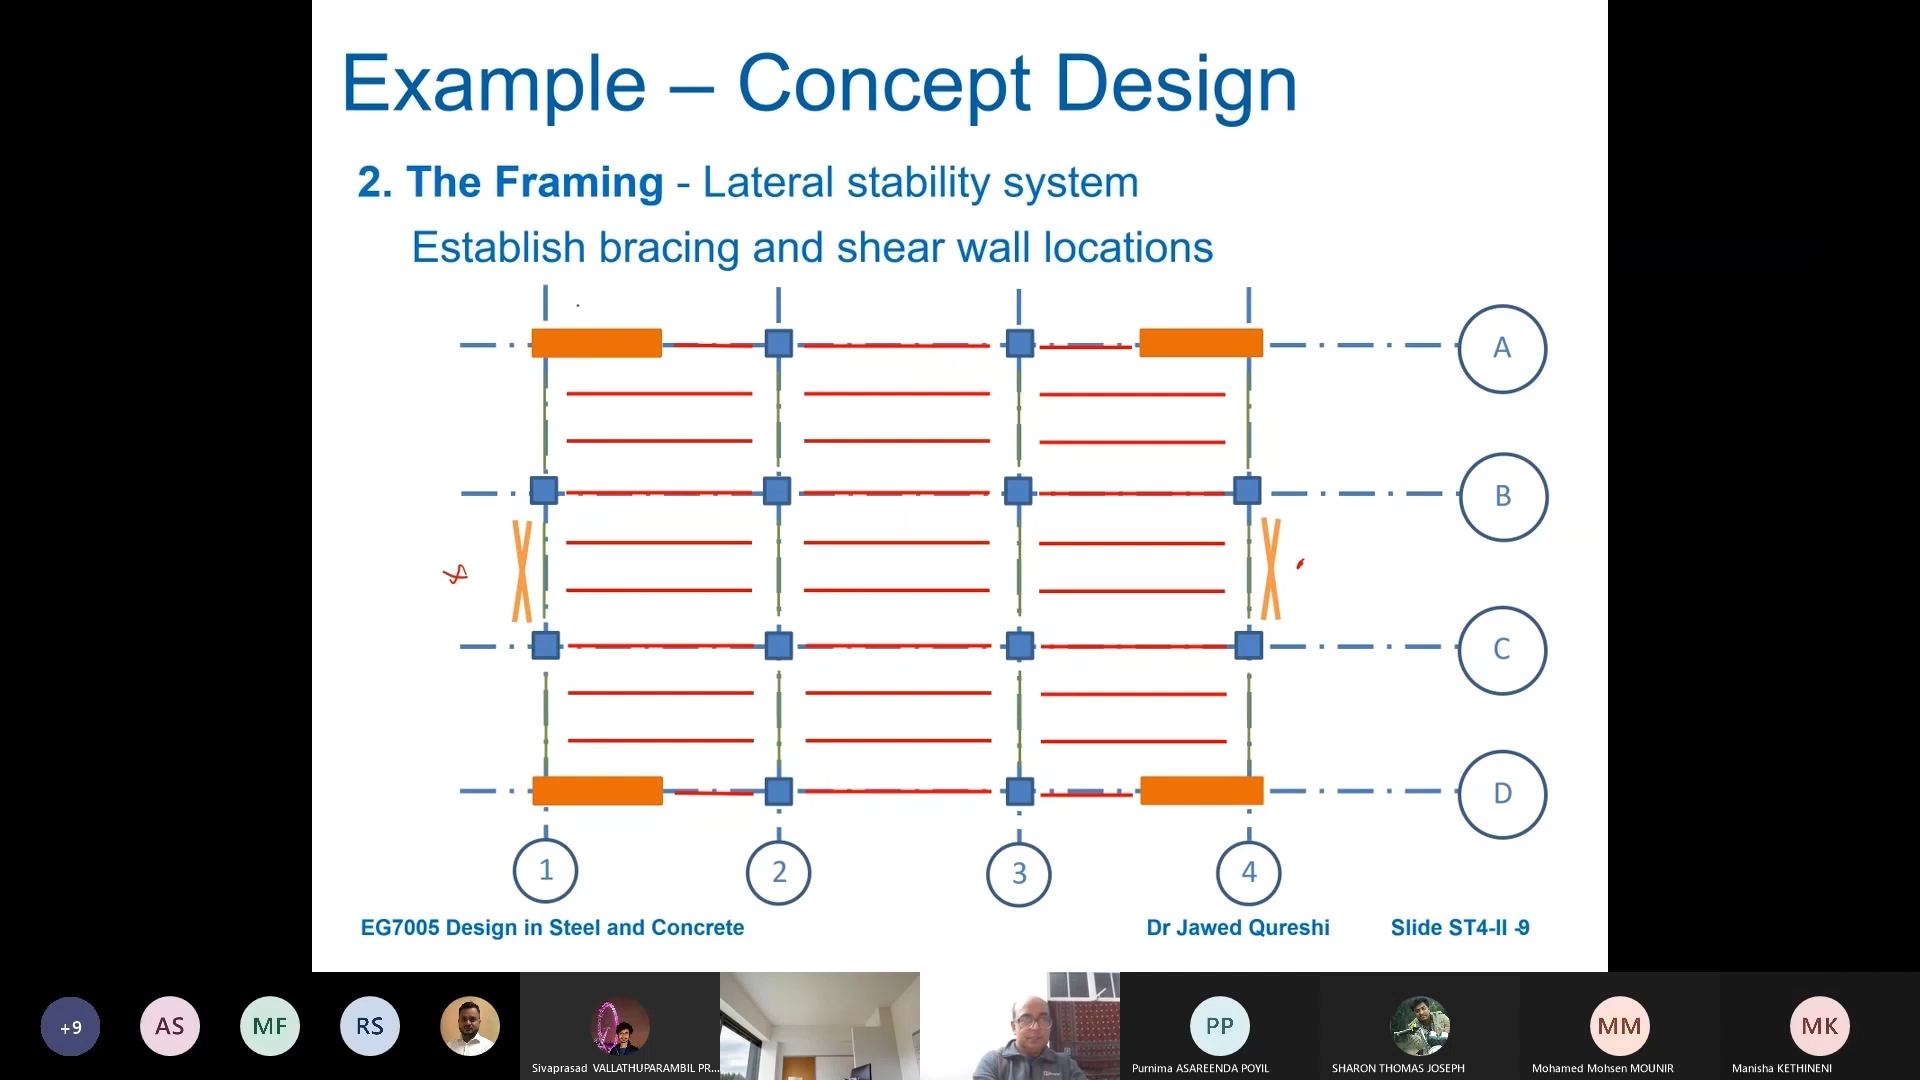 Example – Concept Design
2. The Framing - Lateral stability system
Establish bracing and shear wall locations
A
B
C
D
1
2
3
4
EG7005 Design in Steel and Concrete
Dr Jawed Qureshi
Slide ST4-II -9
+9
AS
MF
RS
PP
MM
MK
Sivaprasad VALLATHUPARAMBIL PR...
Purnima ASAREENDA POYIL
SHARON THOMAS JOSEPH
Mohamed Mohsen MOUNIR
Manisha KETHINENI